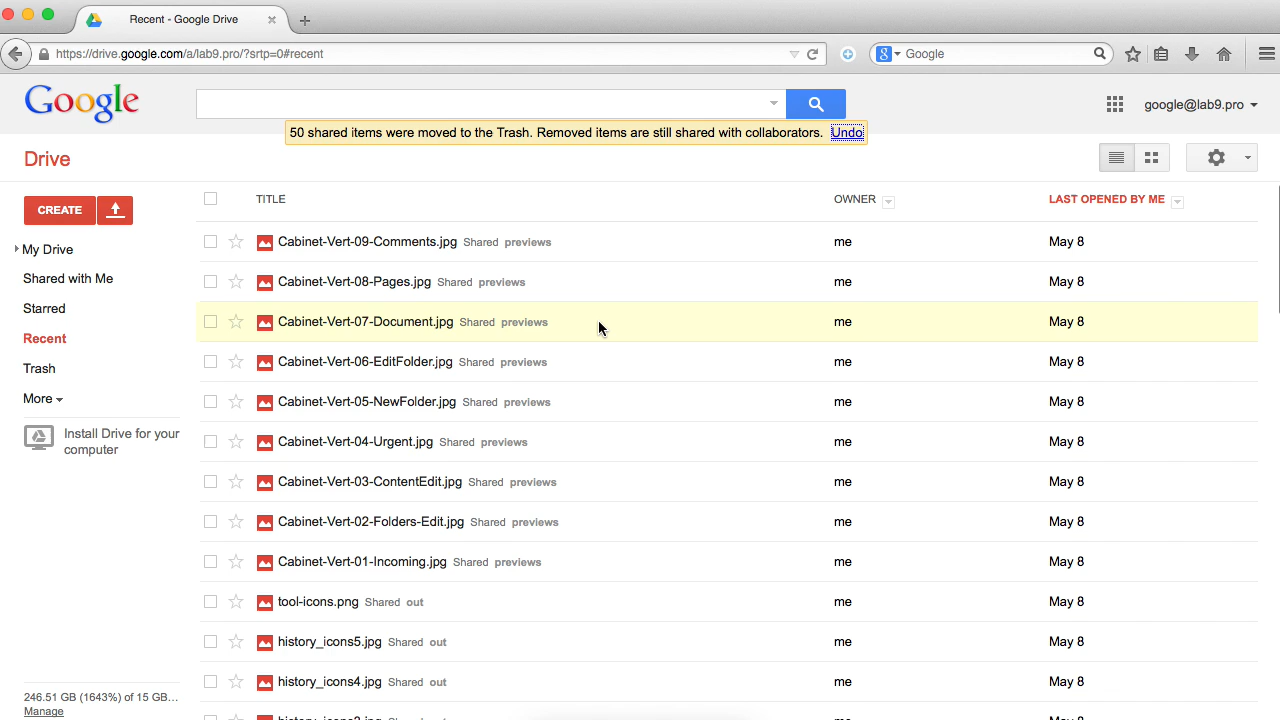 Recent - Google Drive
https://drive.google.com/a/lab9.pro/?srtp=0#recent
Google
Google
google@lab9.pro
50 shared items were moved to the Trash. Removed items are still shared with collaborators. Undo
Drive
CREATE
My Drive
Shared with Me
Starred
Recent
Trash
More
Install Drive for your
computer
246.51 GB (1643%) of 15 GB...
Manage
TITLE OWNER LAST OPENED BY ME
Cabinet-Vert-09-Comments.jpg Shared previews me May 8
Cabinet-Vert-08-Pages.jpg Shared previews me May 8
Cabinet-Vert-07-Document.jpg Shared previews me May 8
Cabinet-Vert-06-EditFolder.jpg Shared previews me May 8
Cabinet-Vert-05-NewFolder.jpg Shared previews me May 8
Cabinet-Vert-04-Urgent.jpg Shared previews me May 8
Cabinet-Vert-03-ContentEdit.jpg Shared previews me May 8
Cabinet-Vert-02-Folders-Edit.jpg Shared previews me May 8
Cabinet-Vert-01-Incoming.jpg Shared previews me May 8
tool-icons.png Shared out me May 8
history_icons5.jpg Shared out me May 8
history_icons4.jpg Shared out me May 8